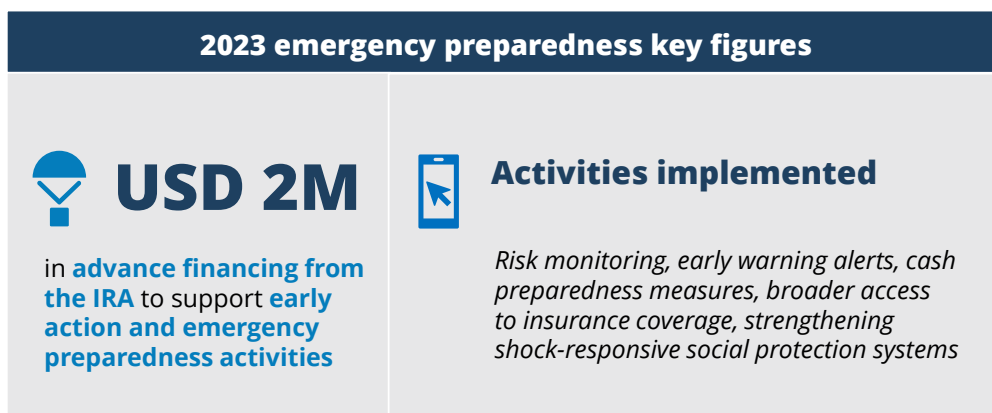 2023 emergency preparedness key figures
USD 2M
in advance financing from
the IRA to support early
action and emergency
preparedness activities
Activities implemented
Risk monitoring, early warning alerts, cash
preparedness measures, broader access
to insurance coverage, strengthening
shock-responsive social protection systems